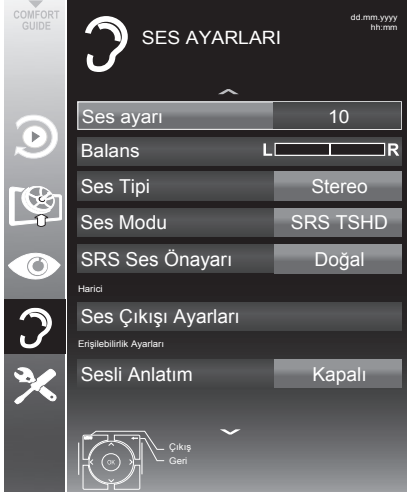 COMFORT
GUIDE
SES AYARLARI
dd.mm.yyyy
hh:mm
Ses ayarı 10
Balans L R
Ses Tipi Stereo
Ses Modu SRS TSHD
SRS Ses Önayarı Doğal
Harici
Ses Çıkışı Ayarları
Erişilebilirlik Ayarları
Sesli Anlatım Kapalı
Çıkış
OK Geri